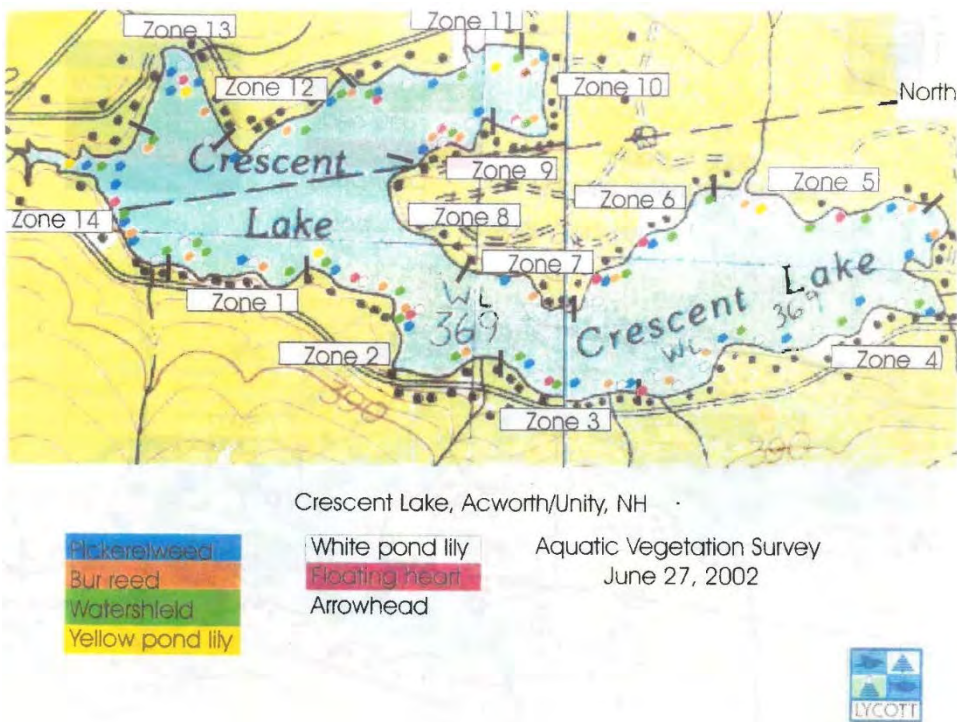 Zone 13
Zone 11
Zone 12
Zone 10
North
Crescent
Lake
Zone 9
Zone 8
Zone 6
Zone 5
Zone 14
Zone 7
Zone 1
WL
369
Crescent Lake
WL 369
Zone 2
Zone 3
Zone 4
390
390
Crescent Lake, Acworth/Unity, NH
Pickerelweed
Bur reed
Watershield
Yellow pond lily
White pond lily
Floating heart
Arrowhead
Aquatic Vegetation Survey
June 27, 2002
LYCOTT